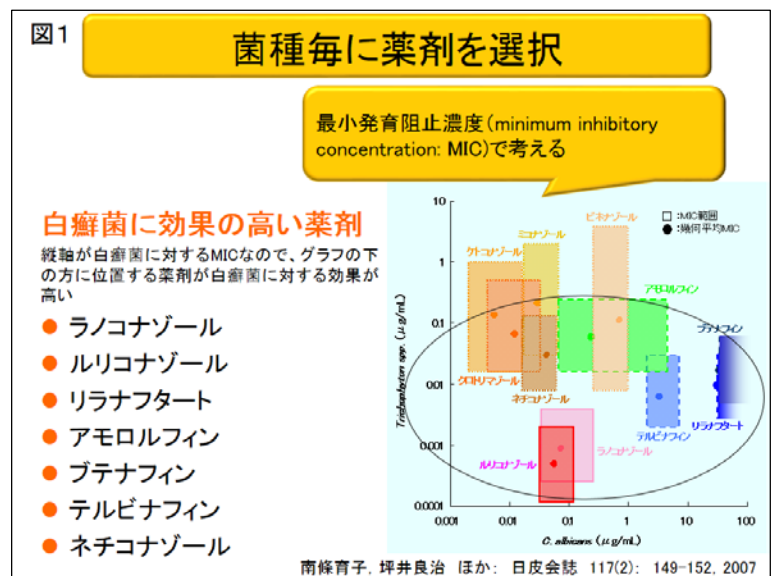 図1
菌種毎に薬剤を選択
最小発育阻止濃度(minimum inhibitory
concentration: MIC)で考える
白癬菌に効果の高い薬剤
縦軸が白癬菌に対するMICなので、グラフの下
の方に位置する薬剤が白癬菌に対する効果が
高い
● ラノコナゾール
● ルリコナゾール
● リラナフタート
● アモロルフィン
● ブテナフィン
● テルビナフィン
● ネチコナゾール
Trichophyton spp. (μg/mL)
10
1
0.1
0.01
0.001
0.0001
0.001
0.01
0.1
1
10
100
C. albicans (μg/mL)
□ :MIC範囲
● :幾何平均MIC
ケトコナゾール
ミコナゾール
ビホナゾール
アモロルフィン
ブテナフィン
クロトリマゾール
ネチコナゾール
テルビナフィン
リラナフタート
ルリコナゾール
ラノコナゾール
南條育子, 坪井良治 ほか: 日皮会誌 117(2): 149-152, 2007